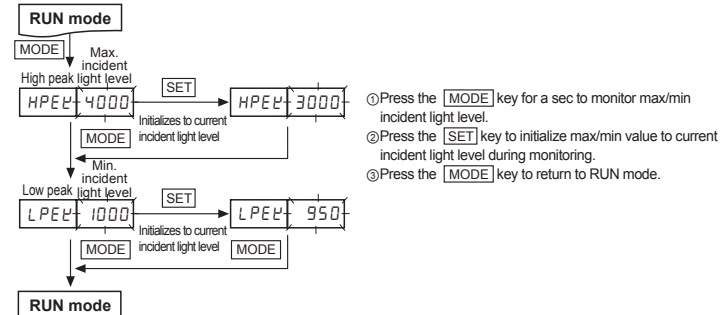 RUN mode
MODE
Max.
incident
High peak light level
SET
HPEK 4000
HPEK 3000
Initializes to current
incident light level
MODE
Min.
incident
Low peak light level
SET
LPEK 1000
LPEK 950
Initializes to current
incident light level
MODE
MODE
RUN mode
①Press the MODE key for a sec to monitor max/min
incident light level.
②Press the SET key to initialize max/min value to current
incident light level during monitoring.
③Press the MODE key to return to RUN mode.